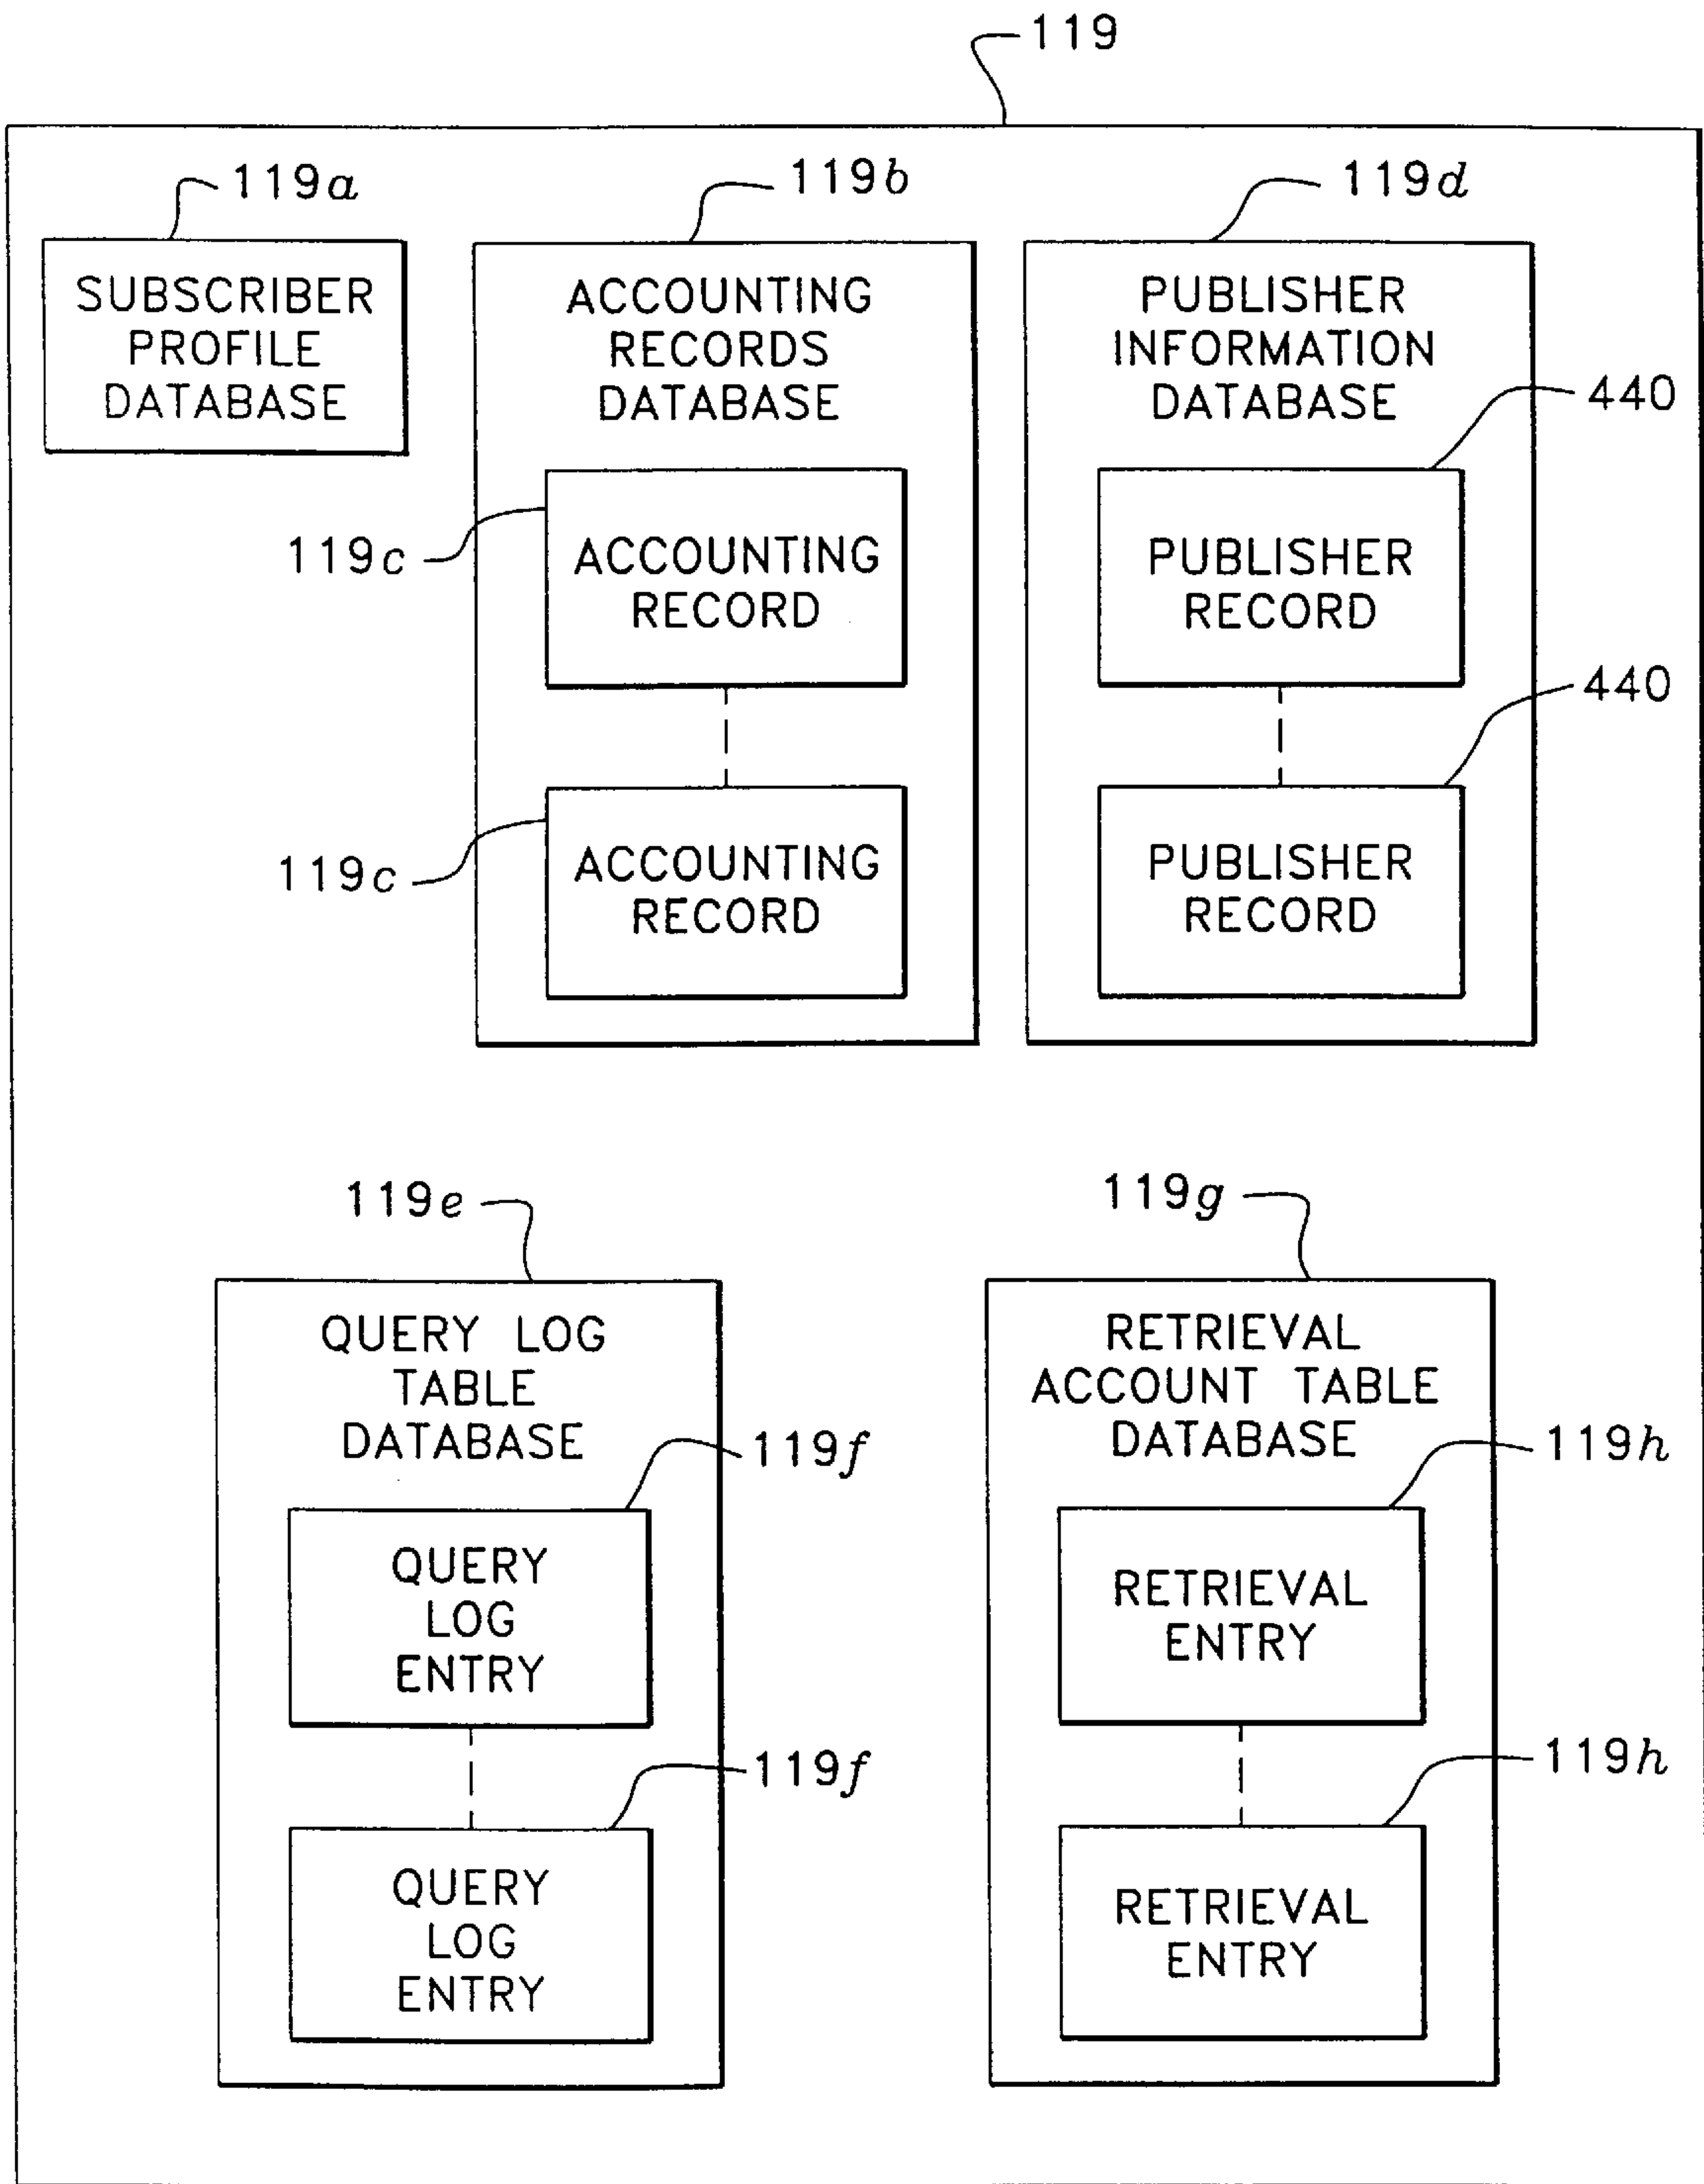 119
119a
119b
119d
SUBSCRIBER
PROFILE
DATABASE
ACCOUNTING
RECORDS
DATABASE
PUBLISHER
INFORMATION
DATABASE
440
119c
ACCOUNTING
RECORD
PUBLISHER
RECORD
440
119c
ACCOUNTING
RECORD
PUBLISHER
RECORD
119e
119g
QUERY LOG
TABLE
DATABASE
RETRIEVAL
ACCOUNT TABLE
DATABASE
119f
119h
QUERY
LOG
ENTRY
RETRIEVAL
ENTRY
119f
119h
QUERY
LOG
ENTRY
RETRIEVAL
ENTRY